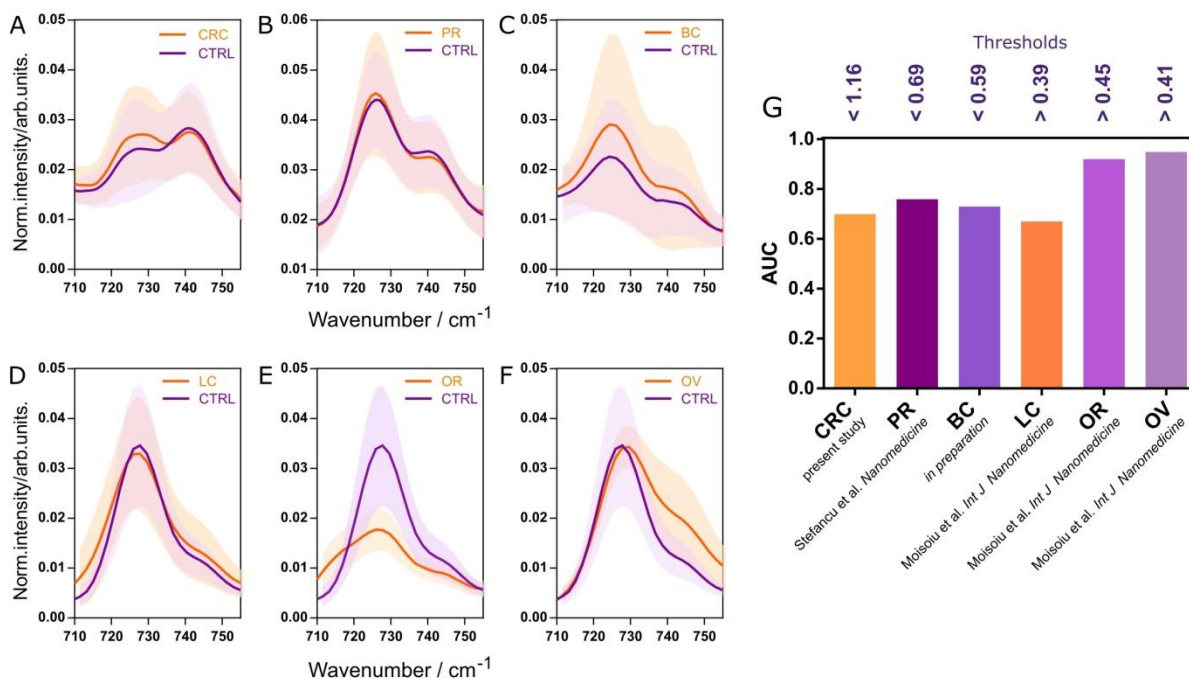 A
CRC
CTRL
0.05
0.04
0.03
0.02
0.01
0.00
710 720 730 740 750
Norm.intensity/arb.units.
B
PR
CTRL
0.06
0.05
0.04
0.03
0.02
0.01
710 720 730 740 750
Wavenumber / cm-1
C
BC
CTRL
0.05
0.04
0.03
0.02
0.01
0.00
710 720 730 740 750
D
LC
CTRL
0.05
0.04
0.03
0.02
0.01
0.00
710 720 730 740 750
Norm.intensity/arb.units.
E
OR
CTRL
0.05
0.04
0.03
0.02
0.01
0.00
710 720 730 740 750
Wavenumber / cm-1
F
OV
CTRL
0.05
0.04
0.03
0.02
0.01
0.00
710 720 730 740 750
G
Thresholds
< 1.16
< 0.69
< 0.59
> 0.39
> 0.45
> 0.41
1.0
0.8
0.6
0.4
0.2
0.0
AUC
CRC
present study
PR
Stefancu et al. Nanomedicine
BC
in preparation
LC
Moisoiu et al. Int J Nanomedicine
OR
Moisoiu et al. Int J Nanomedicine
OV
Moisoiu et al. Int J Nanomedicine